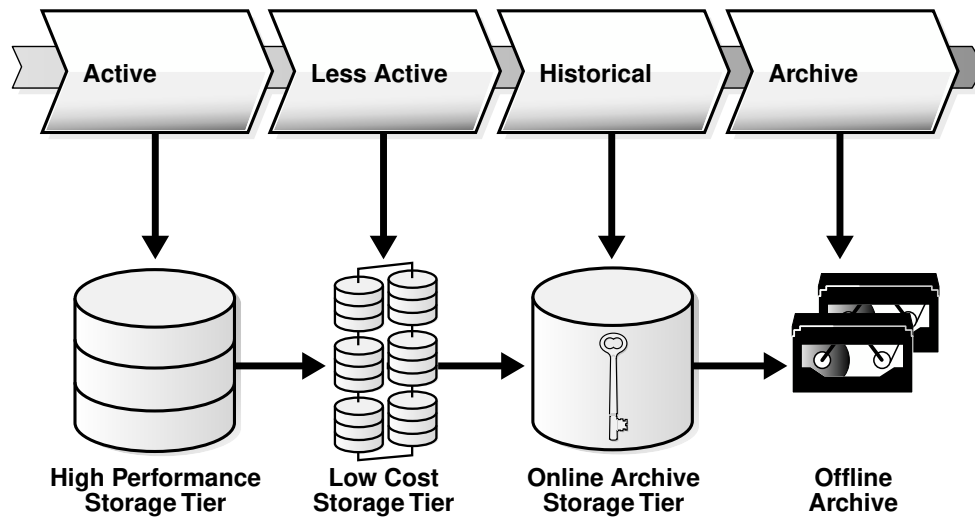 Active
Less Active
Historical
Archive
High Performance
Storage Tier
Low Cost
Storage Tier
Online Archive
Storage Tier
Offline
Archive